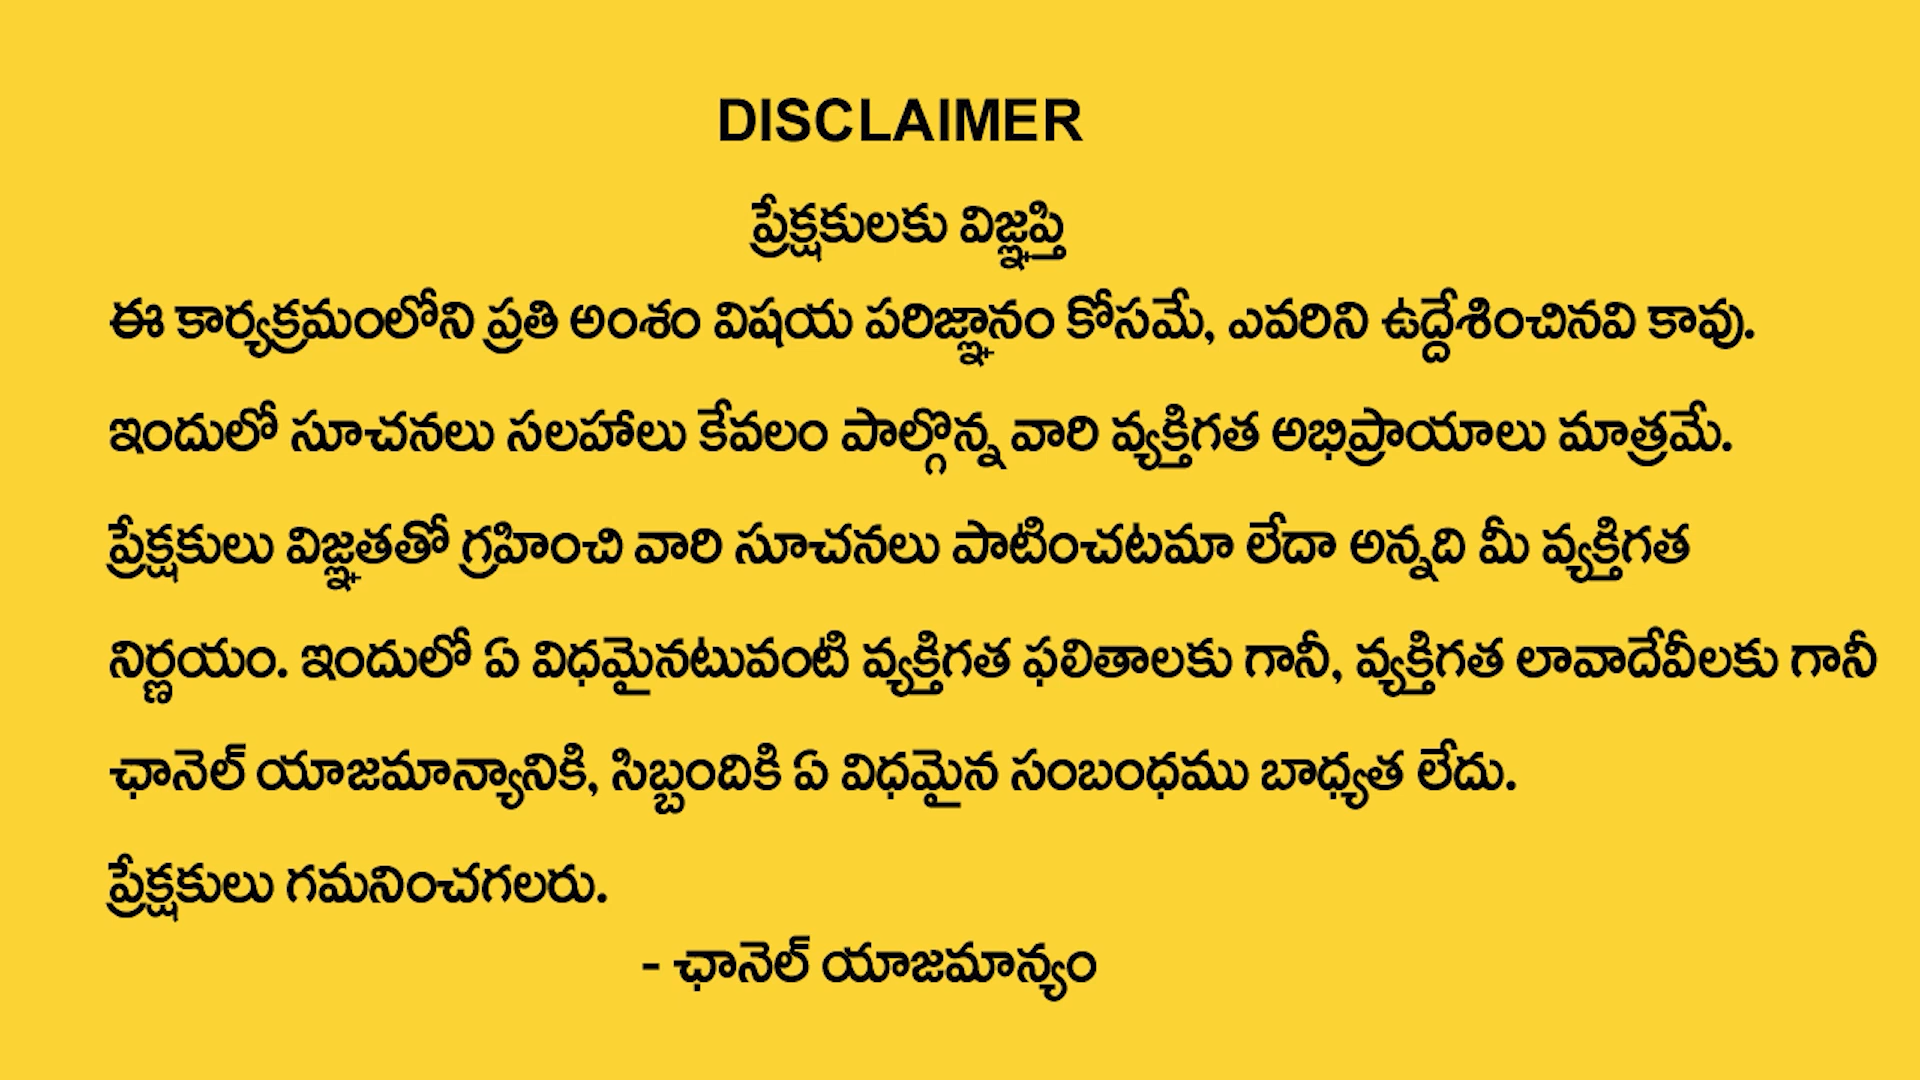 DISCLAIMER
ప్రేక్షకులకు విజ్ఞప్తి
ఈ కార్యక్రమంలోని ప్రతి అంశం విషయ పరిజ్ఞానం కోసమే, ఎవరిని ఉద్దేశించినవి కావు.
ఇందులో సూచనలు సలహాలు కేవలం పాల్గొన్న వారి వ్యక్తిగత అభిప్రాయాలు మాత్రమే.
ప్రేక్షకులు విజ్ఞతతో గ్రహించి వారి సూచనలు పాటించటమా లేదా అన్నది మీ వ్యక్తిగత
నిర్ణయం. ఇందులో ఏ విధమైనటువంటి వ్యక్తిగత ఫలితాలకు గానీ, వ్యక్తిగత లావాదేవీలకు గానీ
ఛానెల్ యాజమాన్యానికి, సిబ్బందికి ఏ విధమైన సంబంధము బాధ్యత లేదు.
ప్రేక్షకులు గమనించగలరు.
- ఛానెల్ యాజమాన్యం